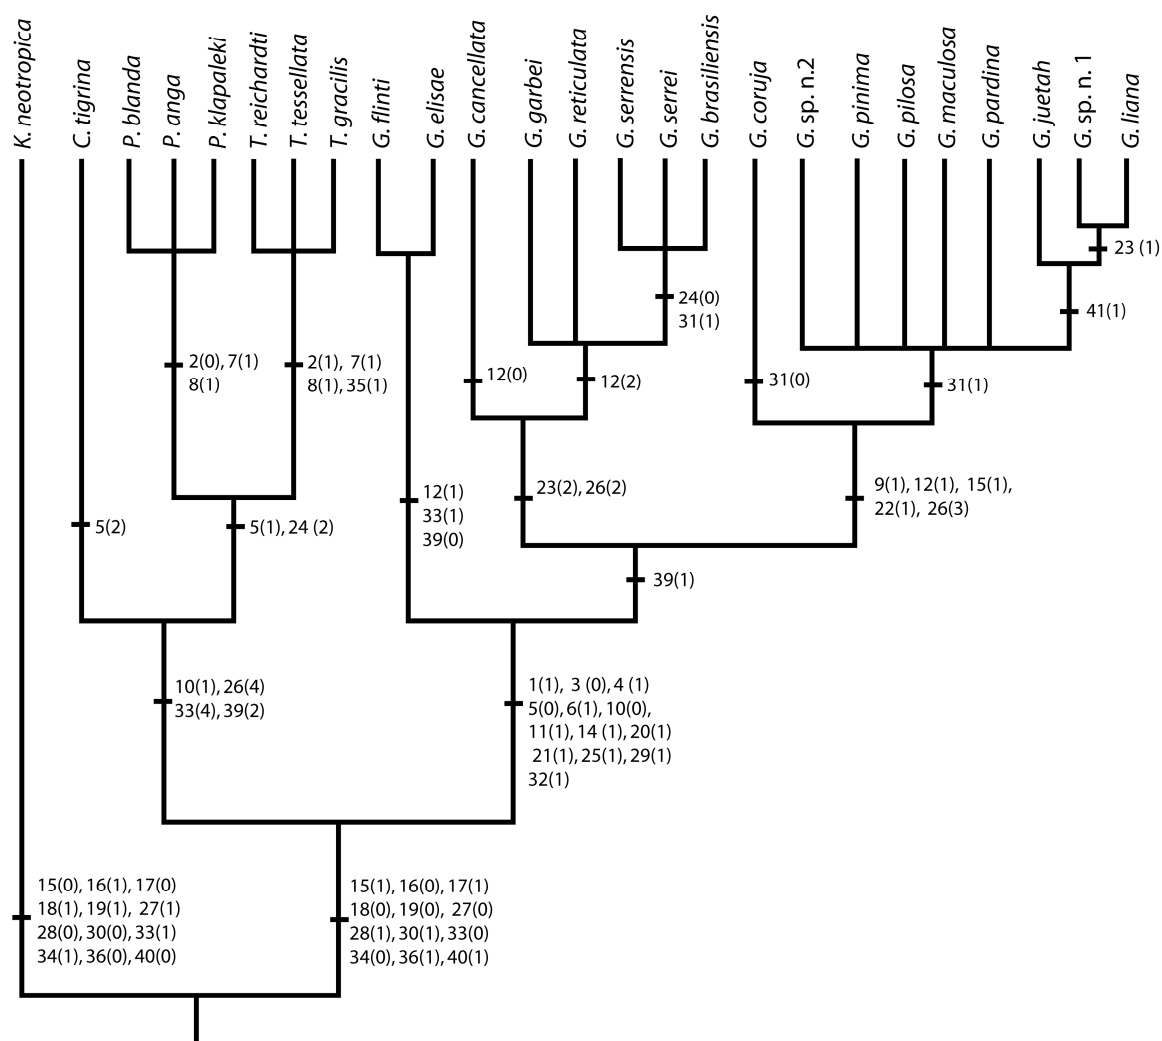 K. neotropica
C. tigrina
P. blanda
P. anga
P. klapaleki
T. reichardti
T. tessellata
T. gracilis
G. flinti
G. elisae
G. cancellata
G. garbei
G. reticulata
G. serrensis
G. serrei
G. brasiliensis
G. coruja
G. sp. n.2
G. pinima
G. pilosa
G. maculosa
G. pardina
G. juetah
G. sp. n. 1
G. liana
23 (1)
24(0)
31(1)
41(1)
2(0), 7(1)
8(1)
2(1), 7(1)
8(1), 35(1)
12(0)
12(2)
31(0)
31(1)
5(2)
5(1), 24 (2)
12(1)
33(1)
39(0)
23(2), 26(2)
9(1), 12(1), 15(1),
22(1), 26(3)
39(1)
10(1), 26(4)
33(4), 39(2)
1(1), 3 (0), 4 (1)
5(0), 6(1), 10(0),
11(1), 14 (1), 20(1)
21(1), 25(1), 29(1)
32(1)
15(0), 16(1), 17(0)
18(1), 19(1), 27(1)
28(0), 30(0), 33(1)
34(1), 36(0), 40(0)
15(1), 16(0), 17(1)
18(0), 19(0), 27(0)
28(1), 30(1), 33(0)
34(0), 36(1), 40(1)